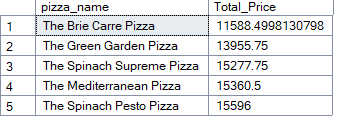 pizza_name Total_Price
1 The Brie Carre Pizza 11588.4998130798
2 The Green Garden Pizza 13955.75
3 The Spinach Supreme Pizza 15277.75
4 The Mediterranean Pizza 15360.5
5 The Spinach Pesto Pizza 15596